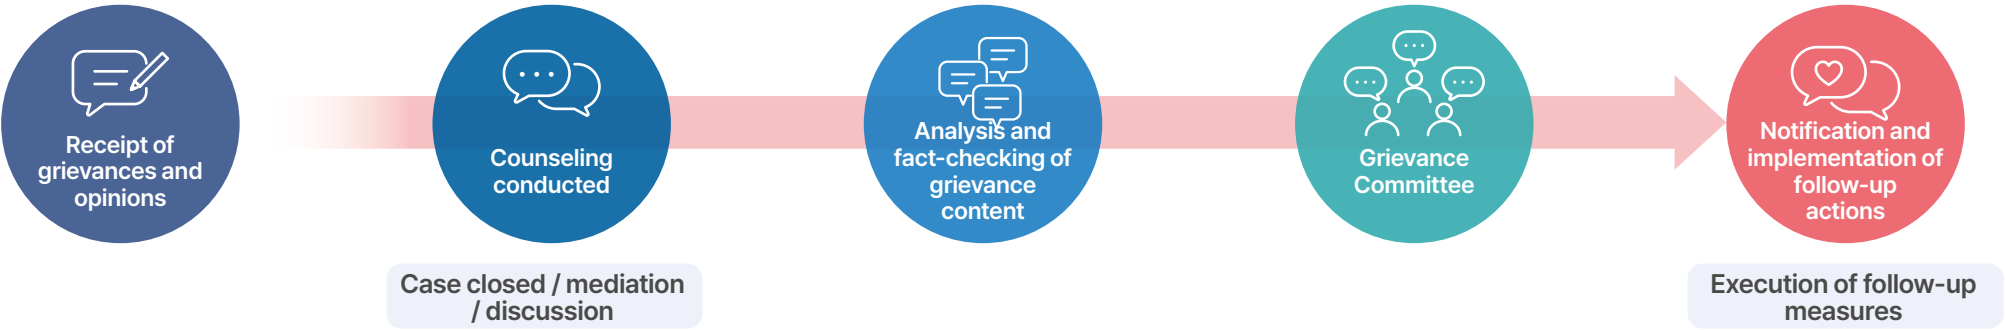 Receipt of
grievances and
opinions
Counseling
conducted
Case closed / mediation
/ discussion
Analysis and
fact-checking of
grievance
content
Grievance
Committee
Notification and
implementation of
follow-up
actions
Execution of follow-up
measures